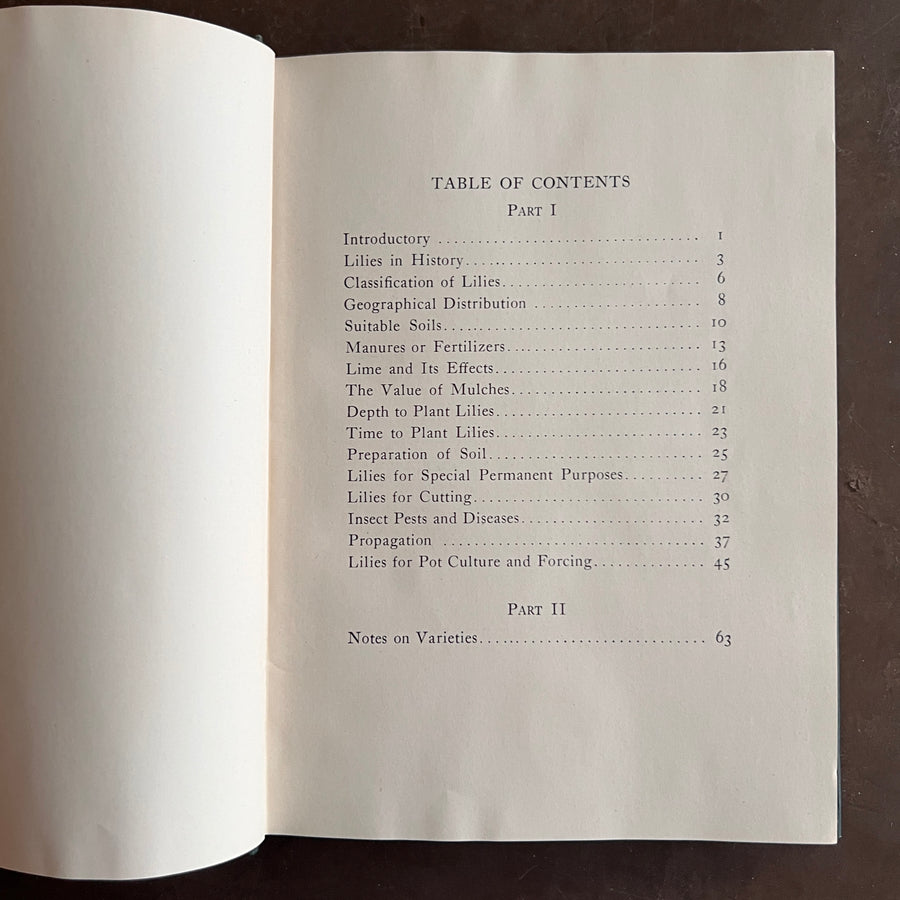 TABLE OF CONTENTS
PART I
Introductory ................................ 1
Lilies in History............................. 3
Classification of Lilies......................... 6
Geographical Distribution ..................... 8
Suitable Soils................................ 10
Manures or Fertilizers........................ 13
Lime and Its Effects.......................... 16
The Value of Mulches........................ 18
Depth to Plant Lilies.......................... 21
Time to Plant Lilies.......................... 23
Preparation of Soil........................... 25
Lilies for Special Permanent Purposes.......... 27
Lilies for Cutting............................. 30
Insect Pests and Diseases....................... 32
Propagation ................................. 37
Lilies for Pot Culture and Forcing.............. 45
PART II
Notes on Varieties............................ 63